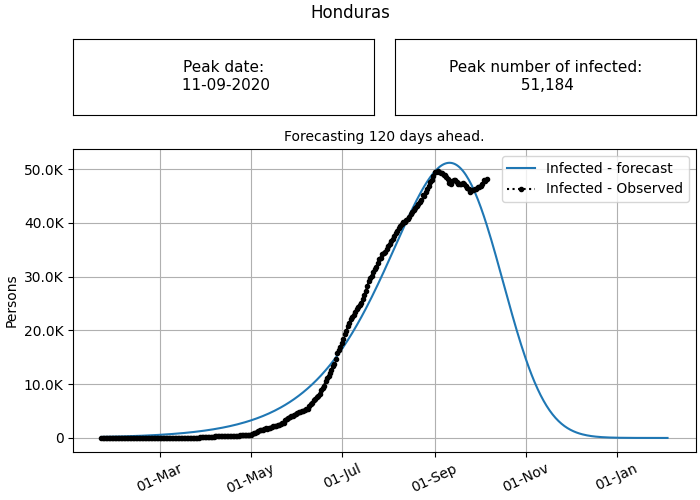 Honduras
Peak date:
11-09-2020
Peak number of infected:
51,184
Forecasting 120 days ahead.
Infected - forecast
Infected - Observed
50.0K
40.0K
30.0K
20.0K
10.0K
0
Persons
01-Mar
01-May
01-Jul
01-Sep
01-Nov
01-Jan